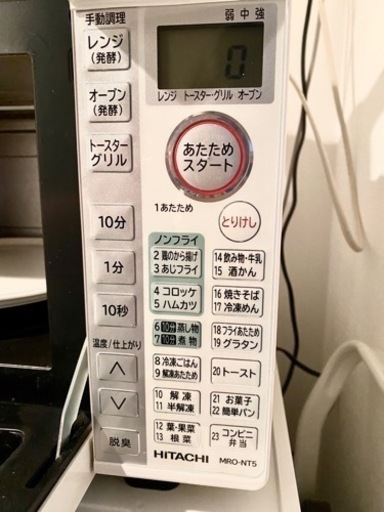 手動調理
弱 中 強
0
レンジ トースター・グリル オーブン
レンジ
(発酵)
オーブン
(発酵)
トースター
グリル
10分
1分
10秒
温度/仕上がり
脱臭
あたため
スタート
1あたため
とりけし
ノンフライ
2 鶏のから揚げ
3 あじフライ
4 コロッケ
5 ハムカツ
6 10分 蒸し物
7 10分 煮物
8 冷凍ごはん
9 解凍あたため
10 解凍
11 半解凍
12 葉・果菜
13 根菜
14 飲み物・牛乳
15 酒かん
16 焼きそば
17 冷凍めん
18 フライあたため
19 グラタン
20 トースト
21 お菓子
22 簡単パン
23 コンビニ
弁当
HITACHI MRO-NT5